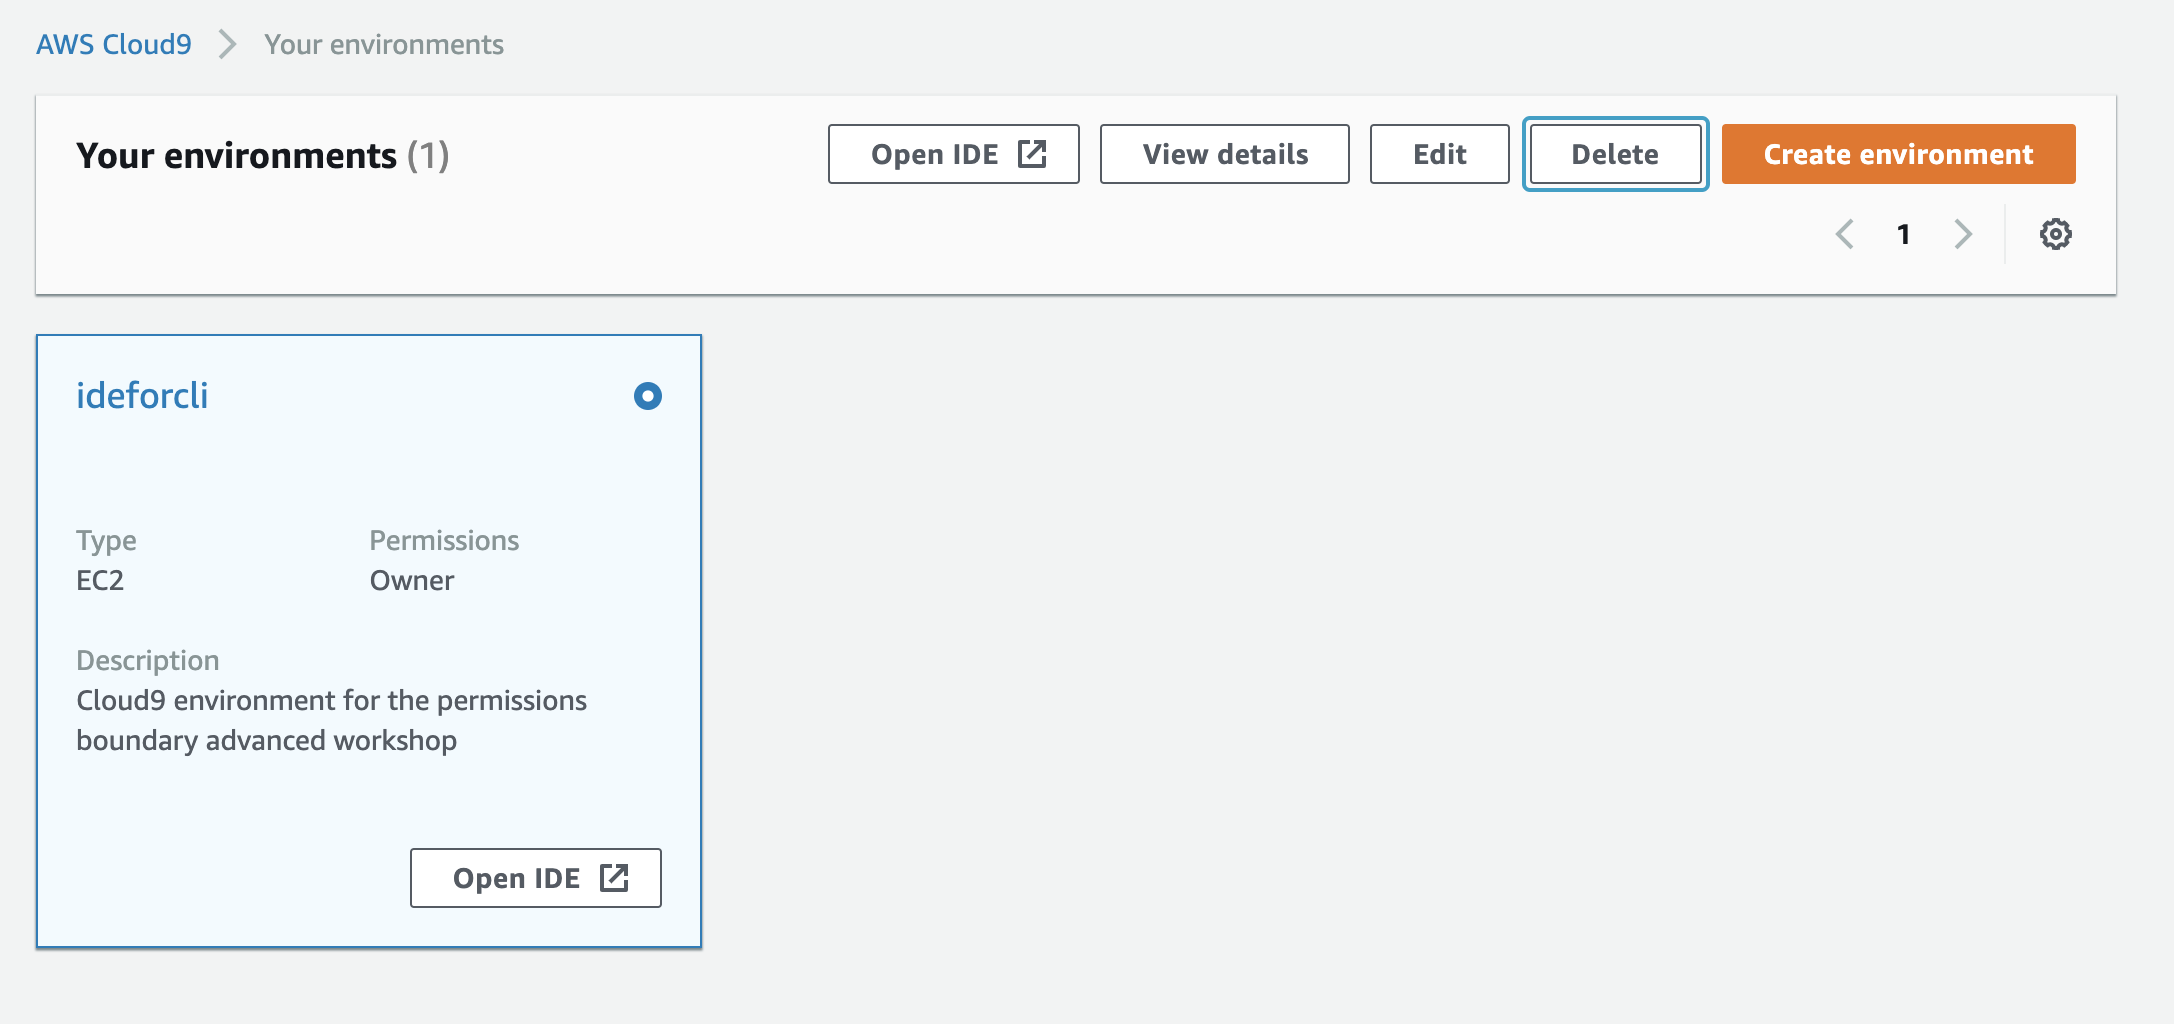 AWS Cloud9 Your environments
Your environments (1)
Open IDE View details Edit Delete Create environment
1
ideforcli
Type Permissions
EC2 Owner
Description
Cloud9 environment for the permissions
boundary advanced workshop
Open IDE